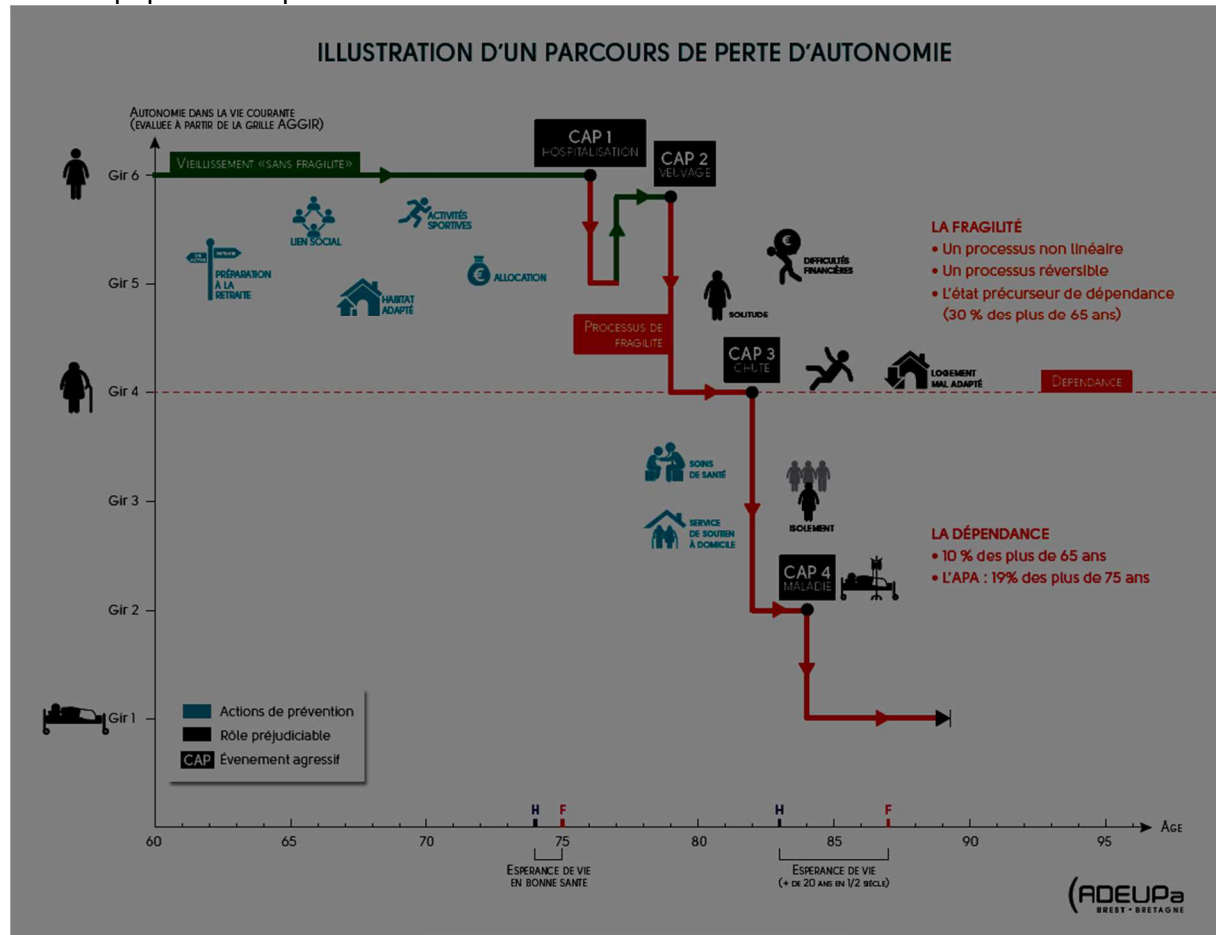 ILLUSTRATION D'UN PARCOURS DE PERTE D'AUTONOMIE
AUTONOMIE DANS LA VIE COURANTE
(EVALUEE À PARTIR DE LA GRILLE AGGIR)
Gir 6
VIEILLISSEMENT «SANS FRAGILITÉ»
CAP 1
HOSPITALISATION
CAP 2
VEUVAGE
LIEN SOCIAL
ACTIVITÉS
SPORTIVES
PRÉPARATION
À LA
RETRAITE
HABITAT
ADAPTÉ
ALLOCATION
DIFFICULTÉS
FINANCIÈRES
SOLITUDE
LA FRAGILITÉ
• Un processus non linéaire
• Un processus réversible
• L'état précurseur de dépendance
(30 % des plus de 65 ans)
Gir 5
PROCESSUS DE
FRAGILITE
CAP 3
CHUTE
LOGEMENT
MAL ADAPTÉ
DEPENDANCE
Gir 4
SOINS
DE SANTÉ
SERVICE
DE SOUTIEN
À DOMICILE
ISOLEMENT
Gir 3
LA DÉPENDANCE
• 10 % des plus de 65 ans
• L'APA : 19% des plus de 75 ans
CAP 4
MALADIE
Gir 2
Gir 1
Actions de prévention
Rôle préjudiciable
CAP Évenement agressif
H F H F
60 65 70 75 80 85 90 95 AGE
ESPERANCE DE VIE
EN BONNE SANTE
ESPERANCE DE VIE
(+ DE 20 ANS EN 1/2 SIÈCLE)
ADEUPa
BREST • BRETAGNE